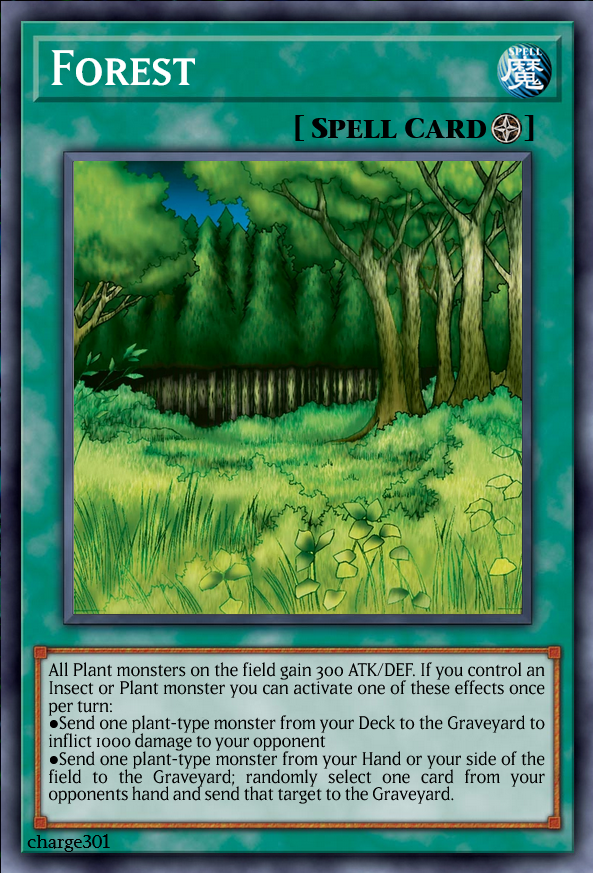 Forest
SPELL
魔
[ Spell Card ]
All Plant monsters on the field gain 300 ATK/DEF. If you control an
Insect or Plant monster you can activate one of these effects once
per turn:
●Send one plant-type monster from your Deck to the Graveyard to
inflict 1000 damage to your opponent
●Send one plant-type monster from your Hand or your side of the
field to the Graveyard; randomly select one card from your
opponents hand and send that target to the Graveyard.
charge301